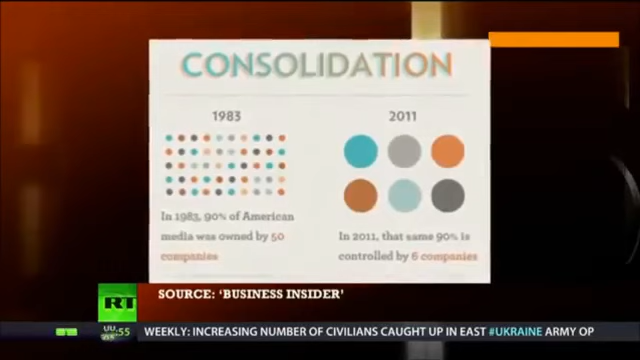 CONSOLIDATION
1983
2011
In 1983, 90% of American
media was owned by 50
companies
In 2011, that same 90% is
controlled by 6 companies
SOURCE: 'BUSINESS INSIDER'
RT
:55
WEEKLY: INCREASING NUMBER OF CIVILIANS CAUGHT UP IN EAST #UKRAINE ARMY OP